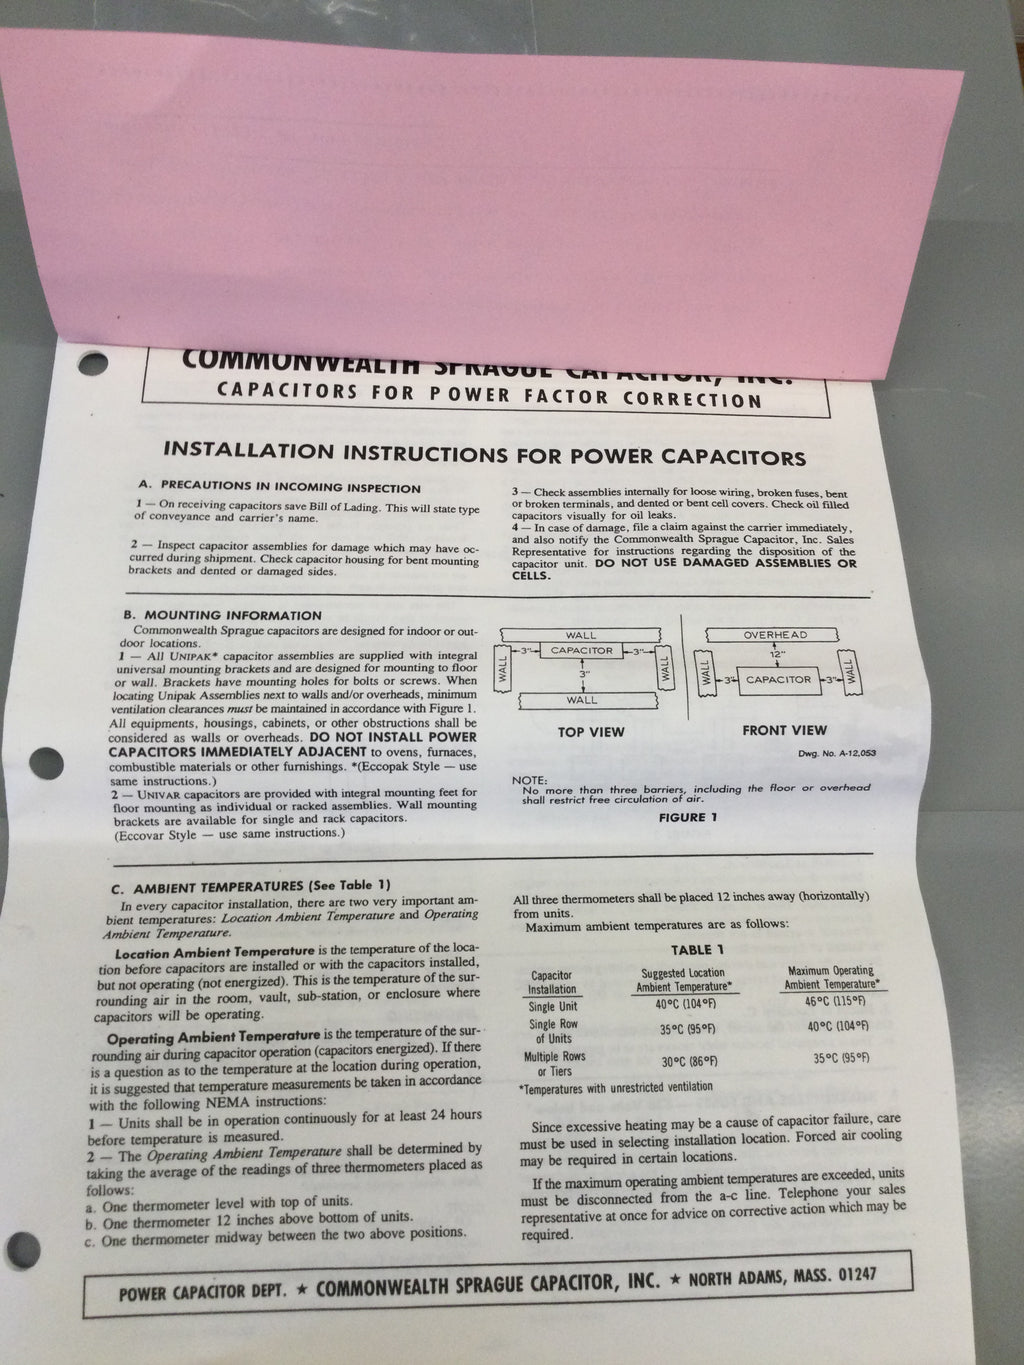 COMMONWEALTH SPRAGUE CAPACITOR, INC.
CAPACITORS FOR POWER FACTOR CORRECTION
INSTALLATION INSTRUCTIONS FOR POWER CAPACITORS
A. PRECAUTIONS IN INCOMING INSPECTION
1 — On receiving capacitors save Bill of Lading. This will state type
of conveyance and carrier's name.
2 — Inspect capacitor assemblies for damage which may have oc-
curred during shipment. Check capacitor housing for bent mounting
brackets and dented or damaged sides.
3 — Check assemblies internally for loose wiring, broken fuses, bent
or broken terminals, and dented or bent cell covers. Check oil filled
capacitors visually for oil leaks.
4 — In case of damage, file a claim against the carrier immediately,
and also notify the Commonwealth Sprague Capacitor, Inc. Sales
Representative for instructions regarding the disposition of the
capacitor unit. DO NOT USE DAMAGED ASSEMBLIES OR
CELLS.
B. MOUNTING INFORMATION
Commonwealth Sprague capacitors are designed for indoor or out-
door locations.
1 — All UNIPAK* capacitor assemblies are supplied with integral
universal mounting brackets and are designed for mounting to floor
or wall. Brackets have mounting holes for bolts or screws. When
locating Unipak Assemblies next to walls and/or overheads, minimum
ventilation clearances must be maintained in accordance with Figure 1.
All equipments, housings, cabinets, or other obstructions shall be
considered as walls or overheads. DO NOT INSTALL POWER
CAPACITORS IMMEDIATELY ADJACENT to ovens, furnaces,
combustible materials or other furnishings. *(Eccopak Style — use
same instructions.)
2 — UNIVAR capacitors are provided with integral mounting feet for
floor mounting as individual or racked assemblies. Wall mounting
brackets are available for single and rack capacitors.
(Eccovar Style — use same instructions.)
WALL
WALL
3"
CAPACITOR
3"
WALL
3"
WALL
TOP VIEW
OVERHEAD
12"
WALL
3"
CAPACITOR
3"
WALL
FRONT VIEW
Dwg. No. A-12,053
NOTE:
No more than three barriers, including the floor or overhead
shall restrict free circulation of air.
FIGURE 1
C. AMBIENT TEMPERATURES (See Table 1)
In every capacitor installation, there are two very important am-
bient temperatures: Location Ambient Temperature and Operating
Ambient Temperature.
Location Ambient Temperature is the temperature of the loca-
tion before capacitors are installed or with the capacitors installed,
but not operating (not energized). This is the temperature of the sur-
rounding air in the room, vault, sub-station, or enclosure where
capacitors will be operating.
Operating Ambient Temperature is the temperature of the sur-
rounding air during capacitor operation (capacitors energized). If there
is a question as to the temperature at the location during operation,
it is suggested that temperature measurements be taken in accordance
with the following NEMA instructions:
1 — Units shall be in operation continuously for at least 24 hours
before temperature is measured.
2 — The Operating Ambient Temperature shall be determined by
taking the average of the readings of three thermometers placed as
follows:
a. One thermometer level with top of units.
b. One thermometer 12 inches above bottom of units.
c. One thermometer midway between the two above positions.
All three thermometers shall be placed 12 inches away (horizontally)
from units.
Maximum ambient temperatures are as follows:
TABLE 1
Capacitor Installation Suggested Location Ambient Temperature* Maximum Operating Ambient Temperature*
Single Unit 40°C (104°F) 46°C (115°F)
Single Row of Units 35°C (95°F) 40°C (104°F)
Multiple Rows or Tiers 30°C (86°F) 35°C (95°F)
*Temperatures with unrestricted ventilation
Since excessive heating may be a cause of capacitor failure, care
must be used in selecting installation location. Forced air cooling
may be required in certain locations.
If the maximum operating ambient temperatures are exceeded, units
must be disconnected from the a-c line. Telephone your sales
representative at once for advice on corrective action which may be
required.
POWER CAPACITOR DEPT. ★ COMMONWEALTH SPRAGUE CAPACITOR, INC. ★ NORTH ADAMS, MASS. 01247